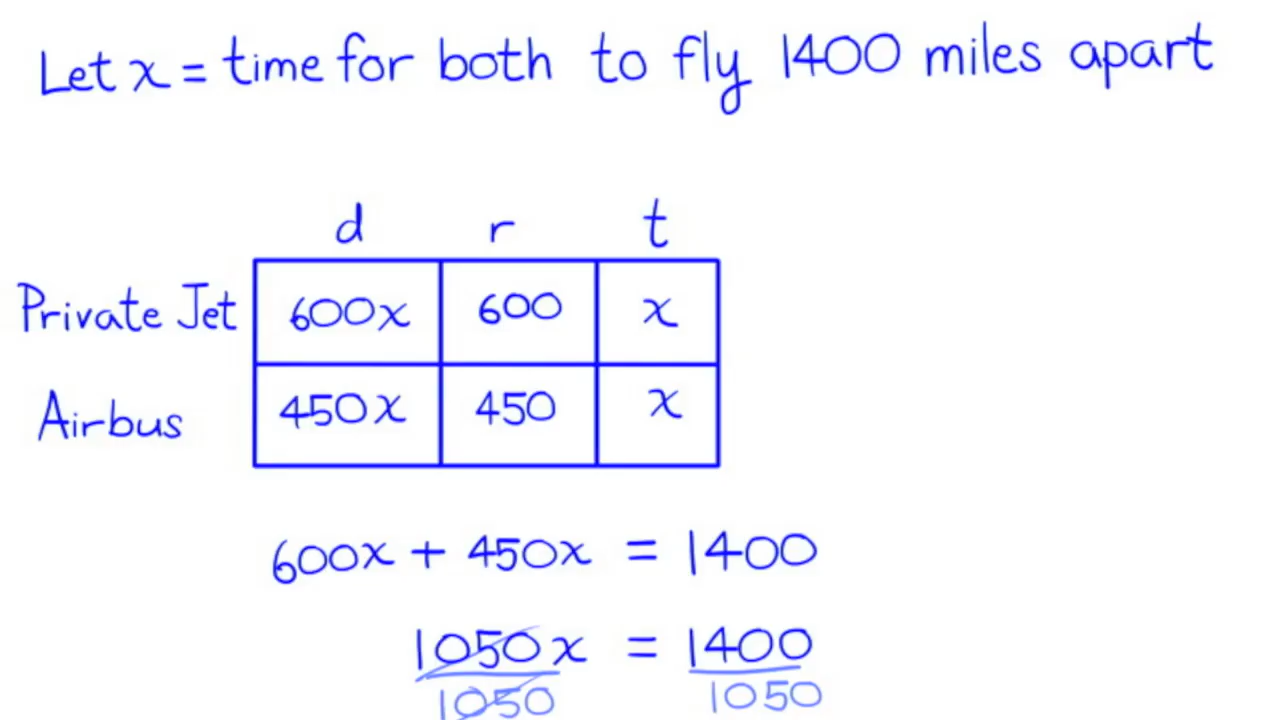 Let x = time for both to fly 1400 miles apart
d r t
Private Jet 600x 600 x
Airbus 450x 450 x
600x + 450x = 1400
1050x = 1400
1050 1050